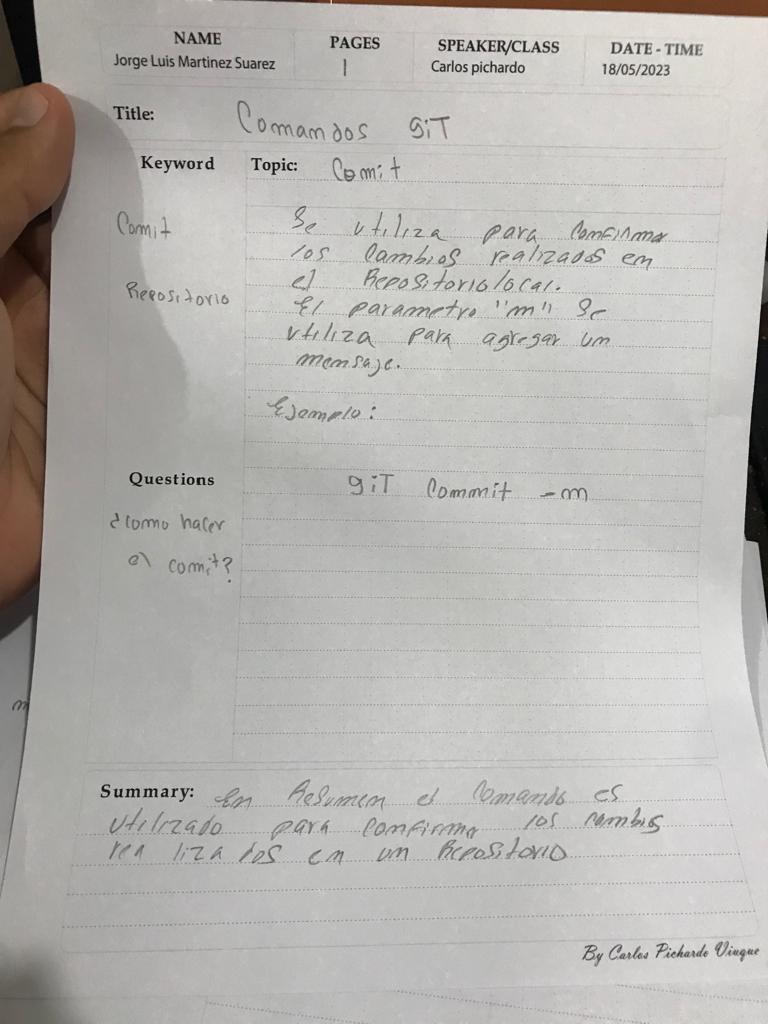 NAME PAGES SPEAKER/CLASS DATE - TIME
Jorge Luis Martinez Suarez 1 Carlos pichardo 18/05/2023
Title: Comandos giT
Keyword Topic: Comit
Comit
Repositorio
Se utiliza para Confirmar
los cambios realizados en
el Repositorio local.
El parametro "m" Se
utiliza para agregar un
mensaje.
Ejemplo:
giT Commit -m
Questions
¿como hacer
el comit?
Summary: En Resumen el Comando es
utilizado para confirmar los cambios
realizados en un Repositorio
By Carlos Pichardo Viuque